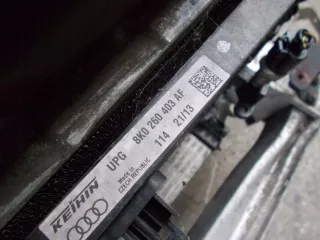 KEIHIN
UPG 8K0 260 403 AF
Made in
CZECH REPUBLIC
114 21/13